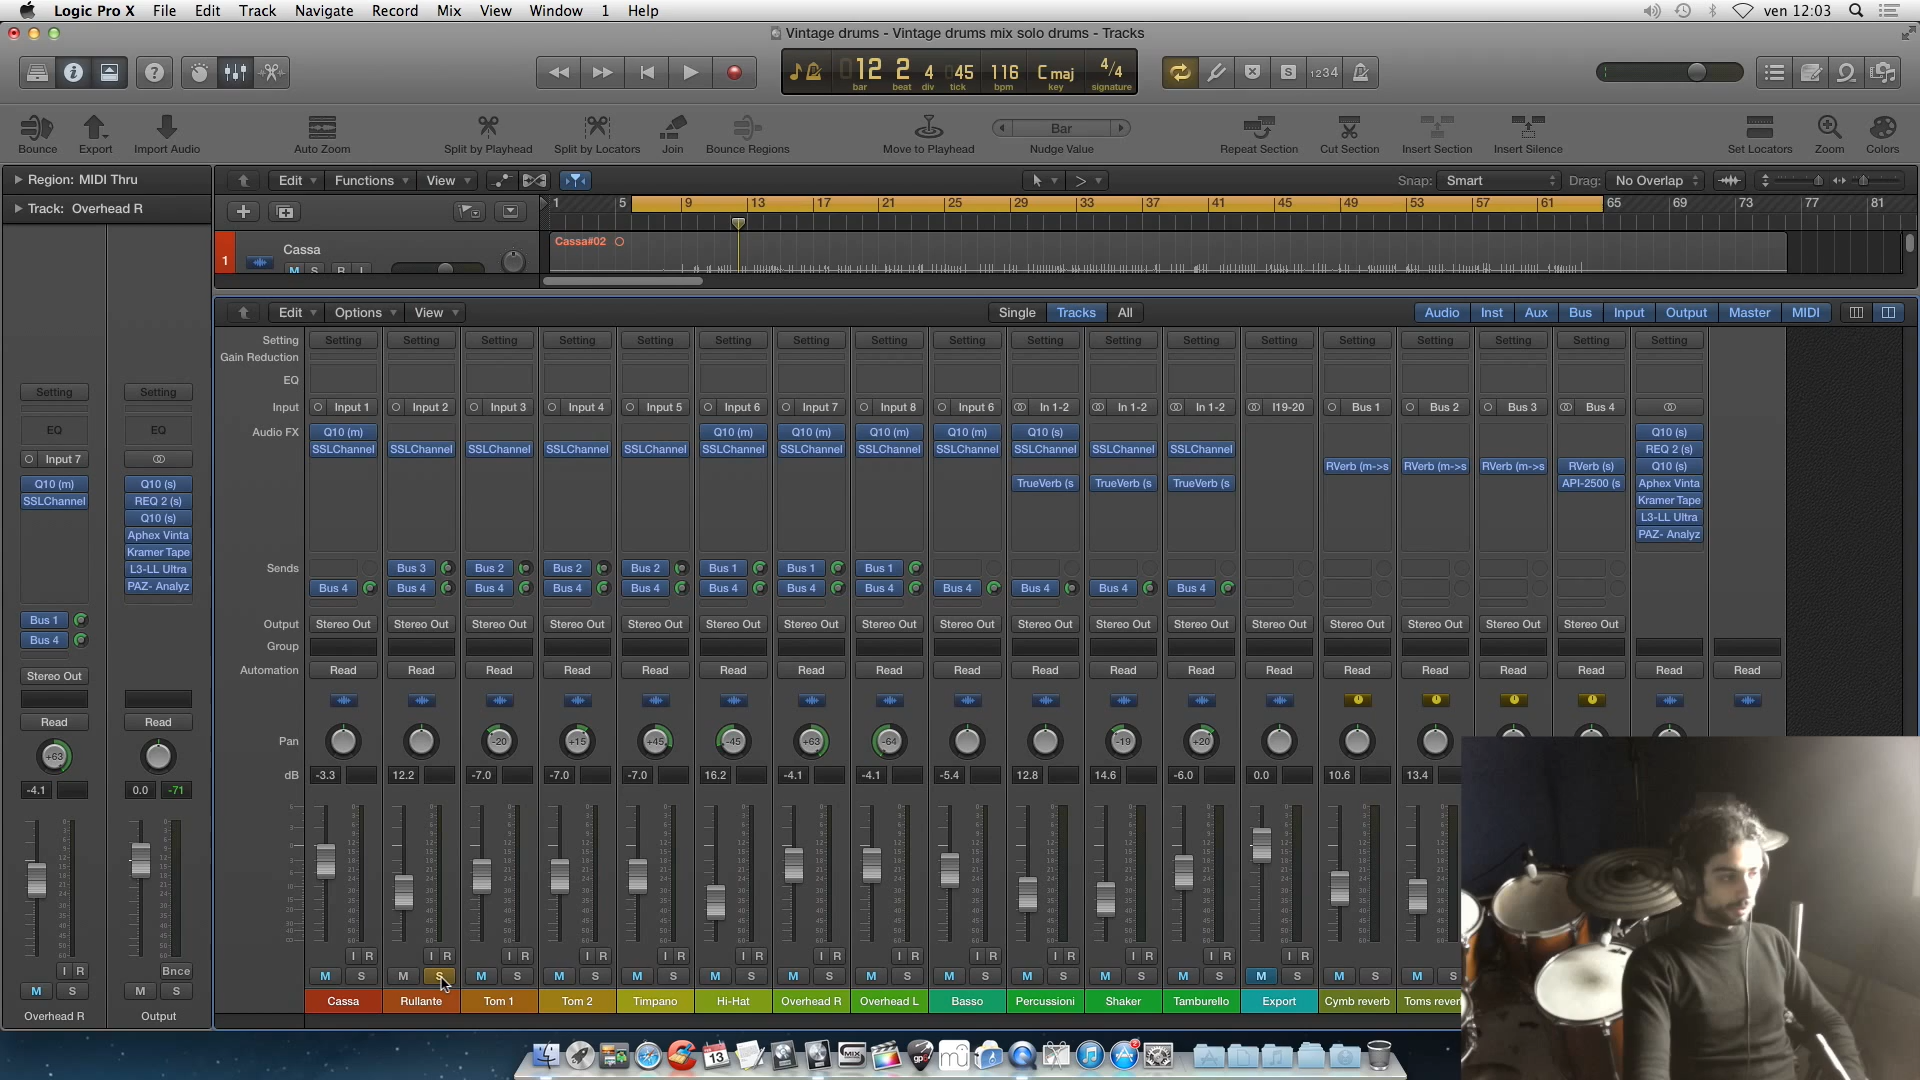 Logic Pro X File Edit Track Navigate Record Mix View Window 1 Help ven 12:03
Vintage drums - Vintage drums mix solo drums - Tracks
12 2 4 45 116 C maj 4/4
bar beat div tick bpm key signature
S 1234
Bounce Export Import Audio Auto Zoom Split by Playhead Split by Locators Join Bounce Regions Move to Playhead Bar Nudge Value Repeat Section Cut Section Insert Section Insert Silence Set Locators Zoom Colors
Region: MIDI Thru
Edit Functions View Snap: Smart Drag: No Overlap
Track: Overhead R
1 5 9 13 17 21 25 29 33 37 41 45 49 53 57 61 65 69 73 77 81
1 Cassa
M S R I
Cassa#02
Edit Options View Single Tracks All Audio Inst Aux Bus Input Output Master MIDI
Setting Setting Setting Setting Setting Setting Setting Setting Setting Setting Setting Setting Setting Setting Setting Setting Setting Setting Setting
Gain Reduction
EQ
Input Input 1 Input 2 Input 3 Input 4 Input 5 Input 6 Input 7 Input 8 Input 6 In 1-2 In 1-2 In 1-2 I19-20 Bus 1 Bus 2 Bus 3 Bus 4
Audio FX Q10 (m) Q10 (m) Q10 (m) Q10 (m) Q10 (m) Q10 (s) Q10 (s)
SSLChannel SSLChannel SSLChannel SSLChannel SSLChannel SSLChannel SSLChannel SSLChannel SSLChannel SSLChannel SSLChannel SSLChannel REQ 2 (s)
RVerb (m->s RVerb (m->s RVerb (m->s RVerb (s) Q10 (s)
TrueVerb (s TrueVerb (s TrueVerb (s API-2500 (s Aphex Vinta
Kramer Tape
L3-LL Ultra
PAZ- Analyz
Sends Bus 3 Bus 2 Bus 2 Bus 2 Bus 1 Bus 1 Bus 1
Bus 4 Bus 4 Bus 4 Bus 4 Bus 4 Bus 4 Bus 4 Bus 4 Bus 4 Bus 4 Bus 4 Bus 4
Output Stereo Out Stereo Out Stereo Out Stereo Out Stereo Out Stereo Out Stereo Out Stereo Out Stereo Out Stereo Out Stereo Out Stereo Out Stereo Out Stereo Out Stereo Out Stereo Out Stereo Out
Group
Automation Read Read Read Read Read Read Read Read Read Read Read Read Read Read Read Read Read Read Read
Pan -20 +15 +45 -45 +63 -64 -19 +20
dB -3.3 12.2 -7.0 -7.0 -7.0 16.2 -4.1 -4.1 -5.4 12.8 14.6 -6.0 0.0 10.6 13.4
I R I R I R I R I R I R I R I R I R I R I R I R I R
M S M S M S M S M S M S M S M S M S M S M S M S M S M S M S
Cassa Rullante Tom 1 Tom 2 Timpano Hi-Hat Overhead R Overhead L Basso Percussioni Shaker Tamburello Export Cymb reverb Toms rever
Setting Setting
EQ EQ
Input 7
Q10 (m) Q10 (s)
SSLChannel REQ 2 (s)
Q10 (s)
Aphex Vinta
Kramer Tape
L3-LL Ultra
PAZ- Analyz
Bus 1
Bus 4
Stereo Out
Read Read
+63
-4.1 0.0 -71
I R Bnce
M S M S
Overhead R Output
13